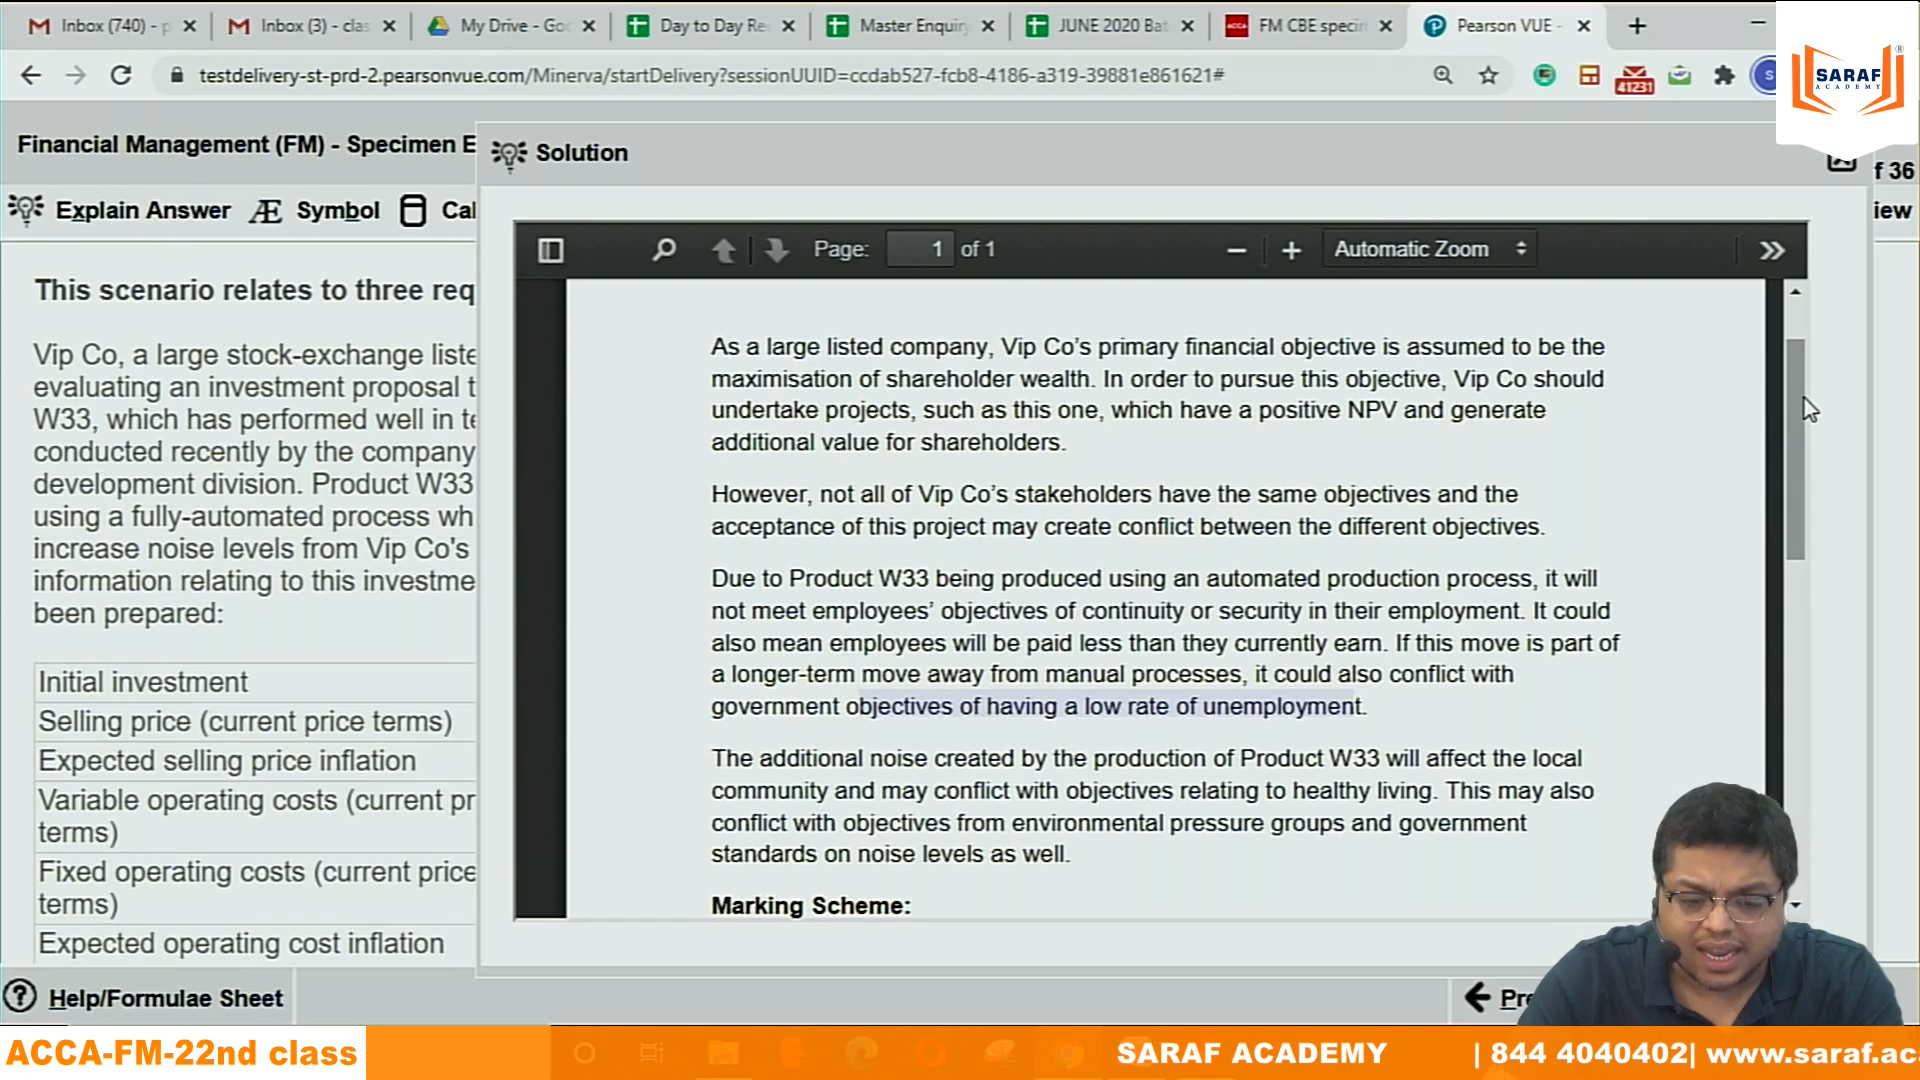 Inbox (740) - p
Inbox (3) - clas
My Drive - Goo
Day to Day Re
Master Enquiry
JUNE 2020 Bat
FM CBE specim
Pearson VUE -
testdelivery-st-prd-2.pearsonvue.com/Minerva/startDelivery?sessionUUID=ccdab527-fcb8-4186-a319-39881e861621#
41231
S
SARAF
ACADEMY
®
Financial Management (FM) - Specimen E
Solution
f 36
Explain Answer
Symbol
Cal
iew
Page: 1 of 1
Automatic Zoom
This scenario relates to three req
Vip Co, a large stock-exchange liste
evaluating an investment proposal t
W33, which has performed well in te
conducted recently by the company
development division. Product W33
using a fully-automated process wh
increase noise levels from Vip Co's
information relating to this investme
been prepared:
Initial investment
Selling price (current price terms)
Expected selling price inflation
Variable operating costs (current pr
terms)
Fixed operating costs (current price
terms)
Expected operating cost inflation
As a large listed company, Vip Co’s primary financial objective is assumed to be the
maximisation of shareholder wealth. In order to pursue this objective, Vip Co should
undertake projects, such as this one, which have a positive NPV and generate
additional value for shareholders.
However, not all of Vip Co’s stakeholders have the same objectives and the
acceptance of this project may create conflict between the different objectives.
Due to Product W33 being produced using an automated production process, it will
not meet employees’ objectives of continuity or security in their employment. It could
also mean employees will be paid less than they currently earn. If this move is part of
a longer-term move away from manual processes, it could also conflict with
government objectives of having a low rate of unemployment.
The additional noise created by the production of Product W33 will affect the local
community and may conflict with objectives relating to healthy living. This may also
conflict with objectives from environmental pressure groups and government
standards on noise levels as well.
Marking Scheme:
Help/Formulae Sheet
Pre
ACCA-FM-22nd class
SARAF ACADEMY
| 844 4040402| www.saraf.ac